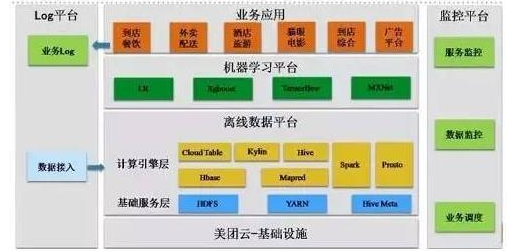 Log平台
业务Log
数据接入
业务应用
到店餐饮
外卖配送
酒店旅游
猫眼电影
到店综合
广告平台
机器学习平台
LR
Xgboost
Tensorflow
MXNet
离线数据平台
计算引擎层
CloudTable
Kylin
Hive
Spark
Presto
Hbase
Mapred
基础服务层
HDFS
YARN
Hive Meta
美团云-基础设施
监控平台
服务监控
数据监控
业务调度